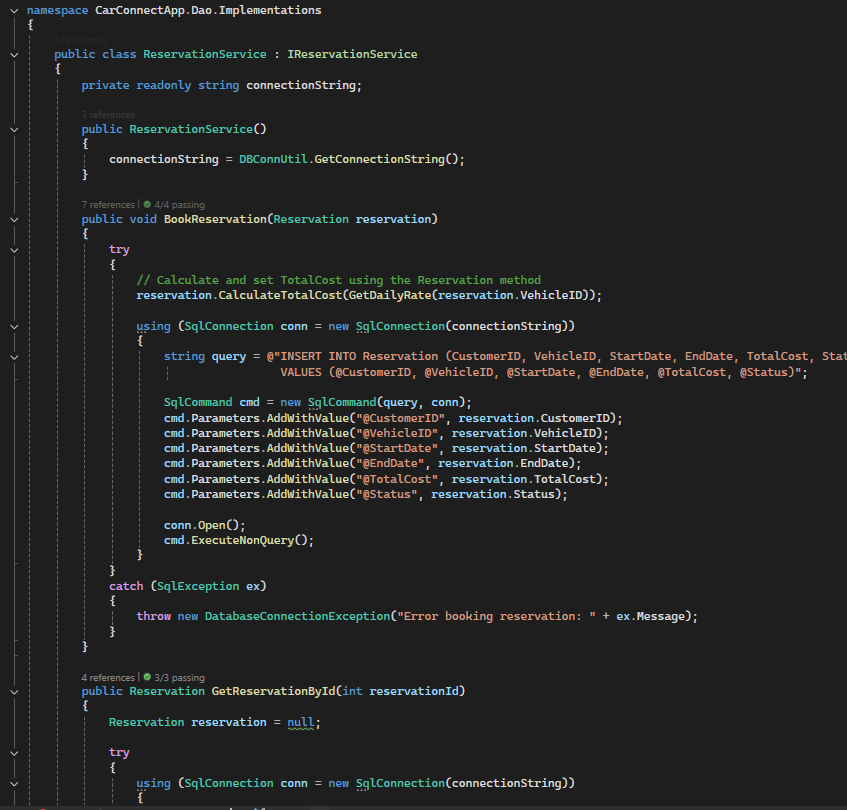 namespace CarConnectApp.Dao.Implementations
{
5 references
public class ReservationService : IReservationService
{
private readonly string connectionString;
3 references
public ReservationService()
{
connectionString = DBConnUtil.GetConnectionString();
}
7 references | 4/4 passing
public void BookReservation(Reservation reservation)
{
try
{
// Calculate and set TotalCost using the Reservation method
reservation.CalculateTotalCost(GetDailyRate(reservation.VehicleID));
using (SqlConnection conn = new SqlConnection(connectionString))
{
string query = @"INSERT INTO Reservation (CustomerID, VehicleID, StartDate, EndDate, TotalCost, Stat
VALUES (@CustomerID, @VehicleID, @StartDate, @EndDate, @TotalCost, @Status)";
SqlCommand cmd = new SqlCommand(query, conn);
cmd.Parameters.AddWithValue("@CustomerID", reservation.CustomerID);
cmd.Parameters.AddWithValue("@VehicleID", reservation.VehicleID);
cmd.Parameters.AddWithValue("@StartDate", reservation.StartDate);
cmd.Parameters.AddWithValue("@EndDate", reservation.EndDate);
cmd.Parameters.AddWithValue("@TotalCost", reservation.TotalCost);
cmd.Parameters.AddWithValue("@Status", reservation.Status);
conn.Open();
cmd.ExecuteNonQuery();
}
}
catch (SqlException ex)
{
throw new DatabaseConnectionException("Error booking reservation: " + ex.Message);
}
}
4 references | 3/3 passing
public Reservation GetReservationById(int reservationId)
{
Reservation reservation = null;
try
{
using (SqlConnection conn = new SqlConnection(connectionString))
{